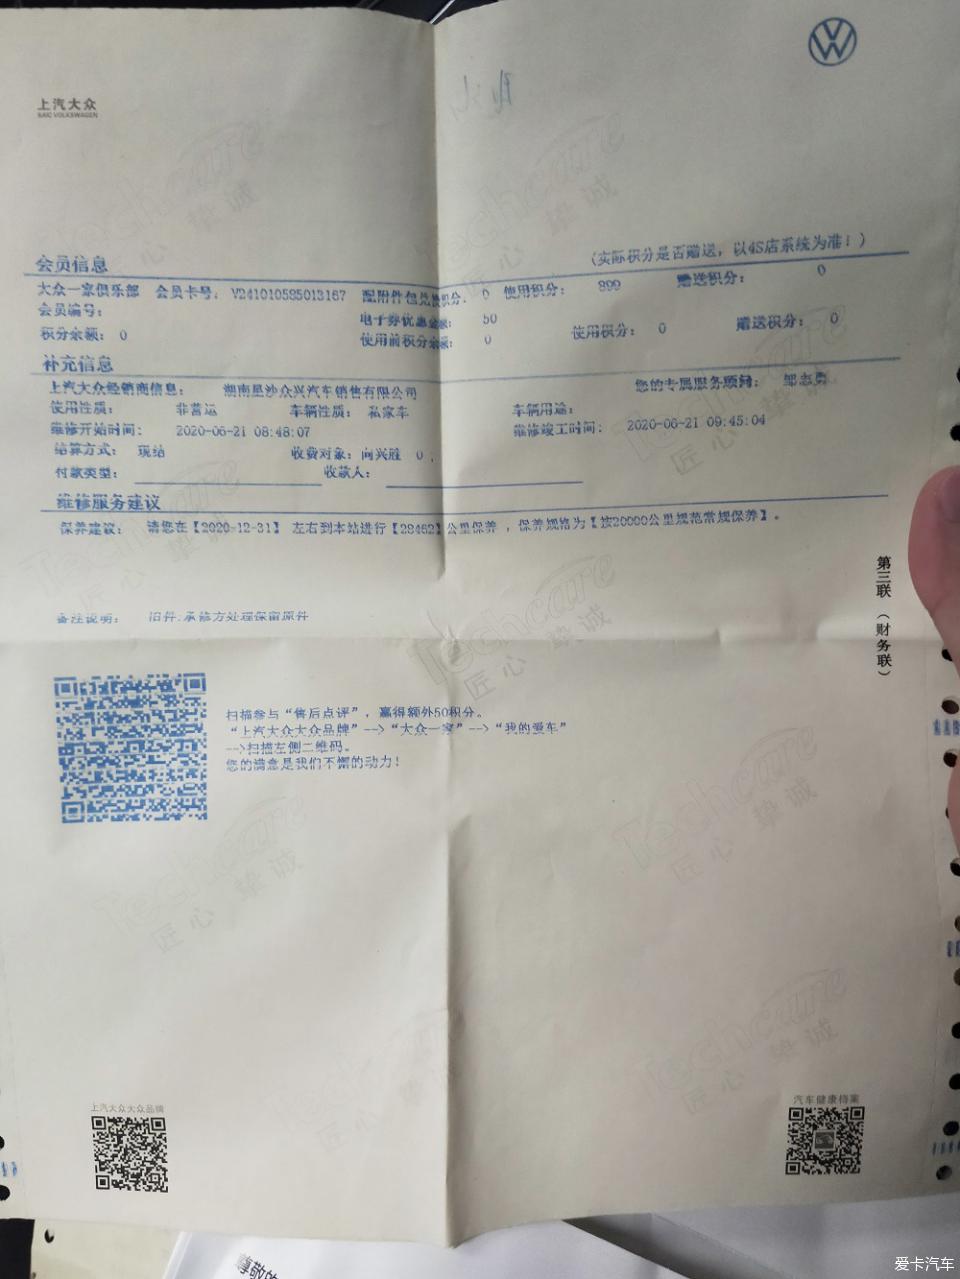 上汽大众
SAIC VOLKSWAGEN
会员信息
(实际积分是否赠送，以4S店系统为准！)
大众一家俱乐部 会员卡号： V241010585013167 配附件包兑换积分： 0 使用积分： 899 赠送积分： 0
会员编号： 电子券优惠金额： 50
积分余额： 0 使用前积分余额： 0 使用积分： 0 赠送积分： 0
补充信息
上汽大众经销商信息： 湖南星沙众兴汽车销售有限公司 您的专属服务顾问： 邹志勇
使用性质： 非营运 车辆性质： 私家车 车辆用途：
维修开始时间： 2020-06-21 08:48:07 维修竣工时间： 2020-06-21 09:45:04
结算方式： 现结 收费对象：向兴胜 0 ,
付款类型： 收款人：
维修服务建议
保养建议： 请您在【2020-12-31】 左右到本站进行【28462】公里保养 ， 保养规格为【按20000公里规范常规保养】。
第三联（财务联）
备注说明： 旧件:承修方处理保留原件
扫描参与“售后点评”，赢得额外50积分。
“上汽大众大众品牌”-->“大众一家”-->“我的爱车”
-->扫描左侧二维码。
您的满意是我们不懈的动力！
Techcare
匠心 挚诚
上汽大众大众品牌
汽车健康档案
尊敬的
爱卡汽车